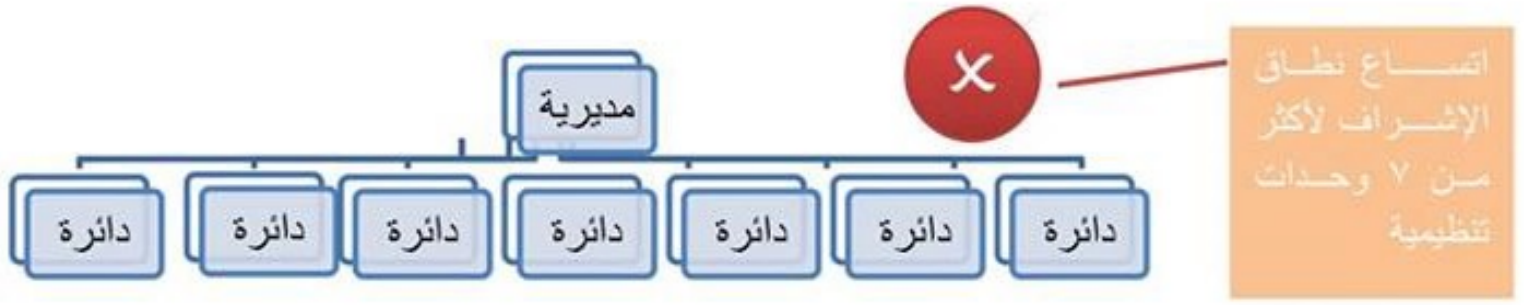 X
اتساع نطاق
الإشراف لأكثر
من ٧ وحدات
تنظيمية
مديرية
دائرة
دائرة
دائرة
دائرة
دائرة
دائرة
دائرة